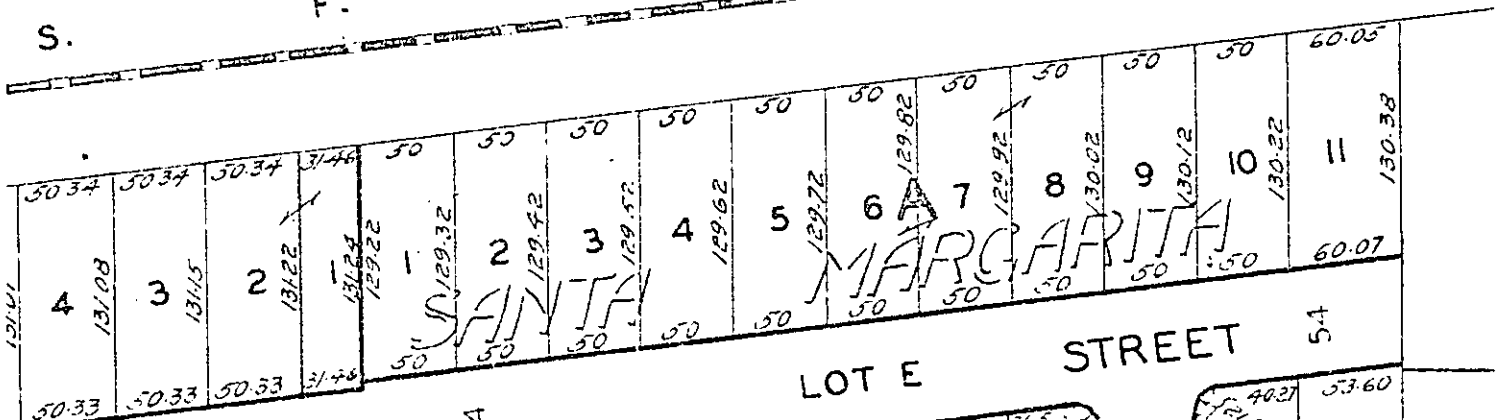 S. F.
50.34 50.34 50.34 31.46 50 50 50 50 50 50 50 50 50 50 60.05
131.01 4 131.08 3 131.15 2 131.22 1 131.24 129.22 1 129.32 2 129.42 3 129.52 4 129.62 5 129.72 6 129.82 A 7 129.92 8 130.02 9 130.12 10 130.22 11 130.38
SANTA MARGARITA
50.33 50.33 50.33 31.46 50 50 50 50 50 50 50 50 50 50 60.07
LOT E STREET 54
40.27 53.60